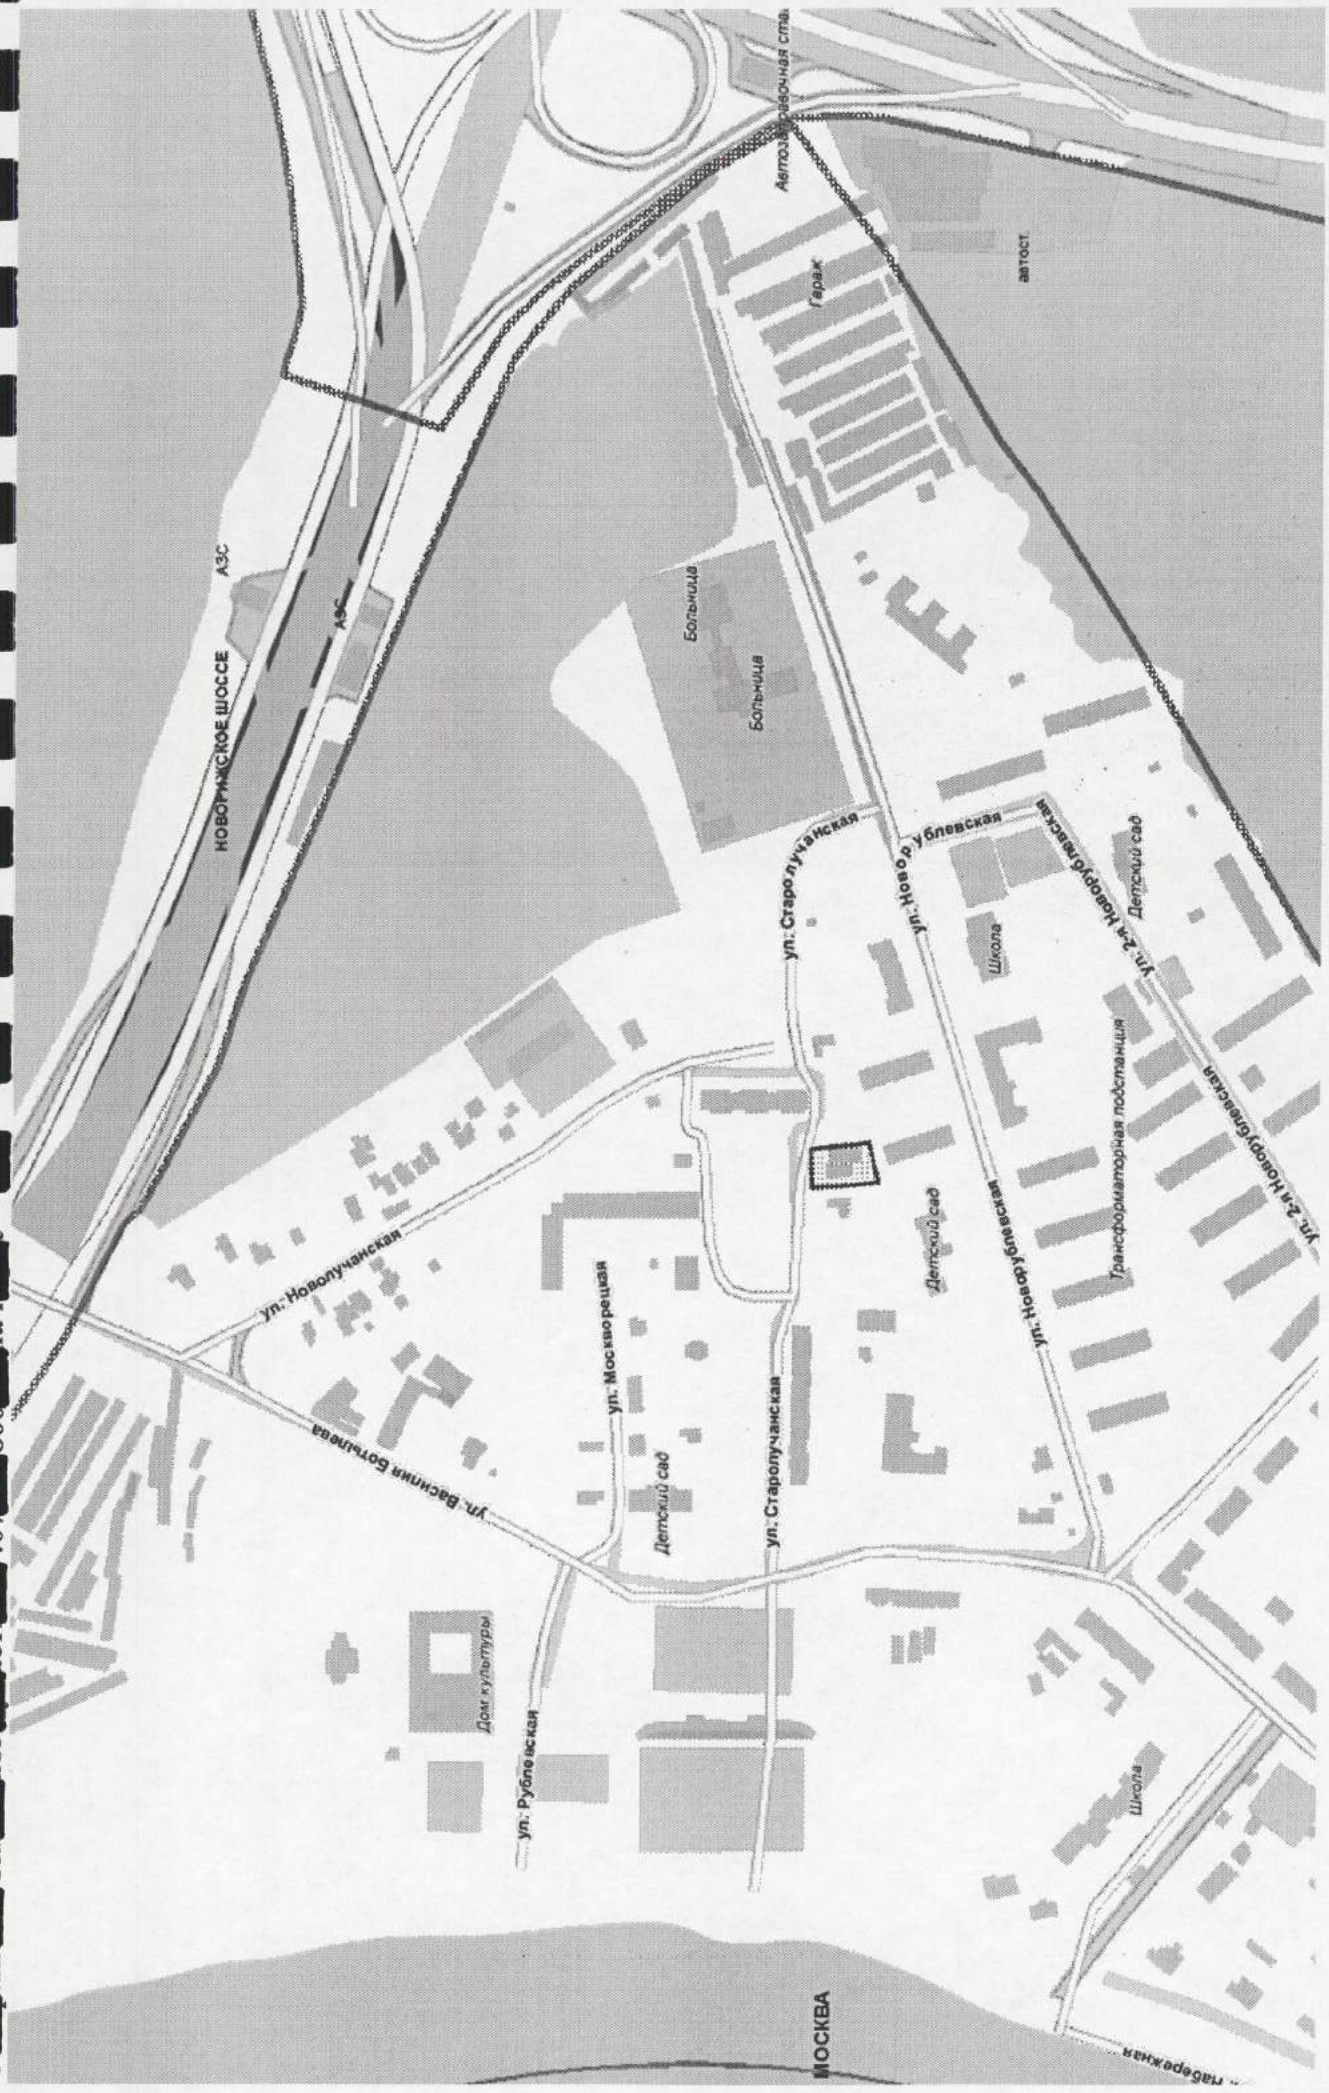 НОВОРИЖСКОЕ ШОССЕ
АЗС
АЗС
ул. Новолучанская
ул. Василия Ботылева
Дом культуры
ул. Рублевская
ул. Москворецкая
Детский сад
Больница
Больница
ул. Старолучанская
ул. Старолучанская
Гараж
автост.
ул. Новорублевская
ул. Новорублевская
Школа
Детский сад
ул. 2-я Новорублевская
ул. 2-я Новорублевская
Детский сад
Трансформаторная подстанция
Школа
МОСКВА
Набережная